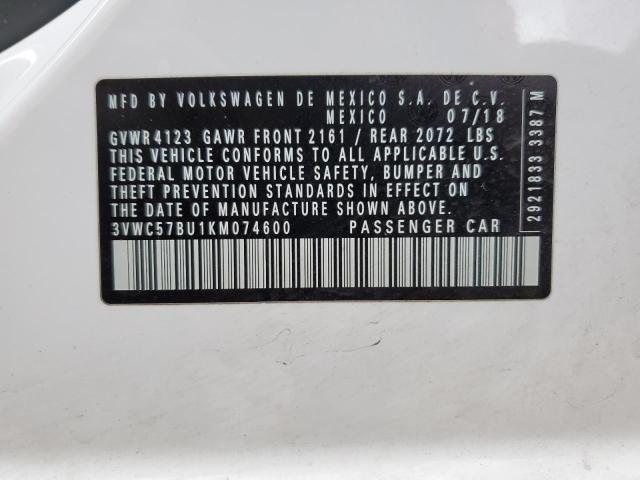 MFD BY VOLKSWAGEN DE MEXICO S.A. DE C.V.
MEXICO 07/18
GVWR 4123 GAWR FRONT 2161 / REAR 2072 LBS
THIS VEHICLE CONFORMS TO ALL APPLICABLE U.S.
FEDERAL MOTOR VEHICLE SAFETY, BUMPER AND
THEFT PREVENTION STANDARDS IN EFFECT ON
THE DATE OF MANUFACTURE SHOWN ABOVE.
3VWC57BU1KM074600 PASSENGER CAR
2921833 3387 M